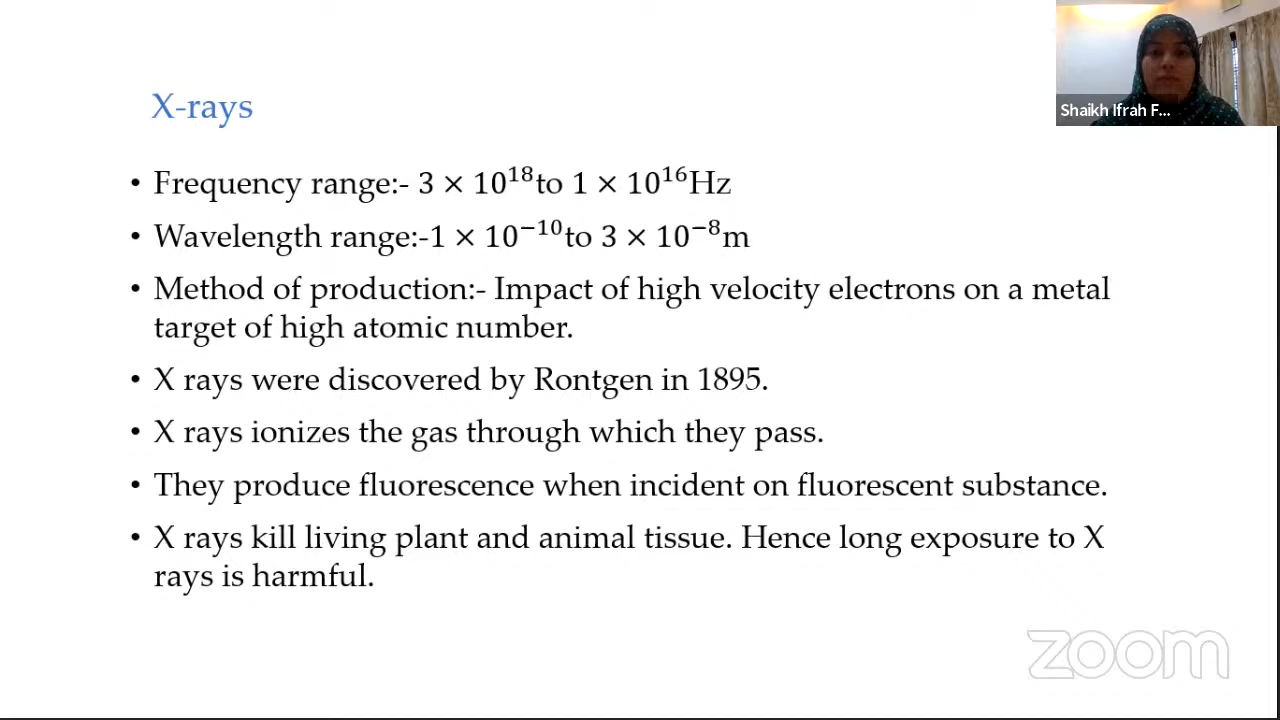 X-rays
• Frequency range:- 3 × 10¹⁸to 1 × 10¹⁶Hz
• Wavelength range:-1 × 10⁻¹⁰to 3 × 10⁻⁸m
• Method of production:- Impact of high velocity electrons on a metal
target of high atomic number.
• X rays were discovered by Rontgen in 1895.
• X rays ionizes the gas through which they pass.
• They produce fluorescence when incident on fluorescent substance.
• X rays kill living plant and animal tissue. Hence long exposure to X
rays is harmful.
Shaikh Ifrah F...
zoom